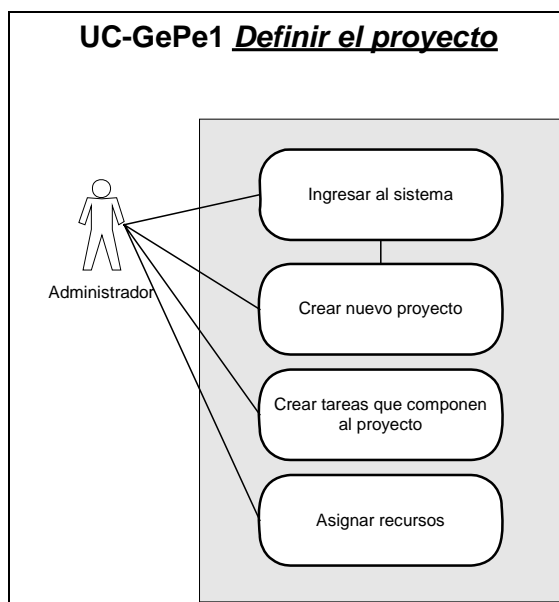 UC-GePe1 Definir el proyecto
Ingresar al sistema
Administrador
Crear nuevo proyecto
Crear tareas que componen
al proyecto
Asignar recursos